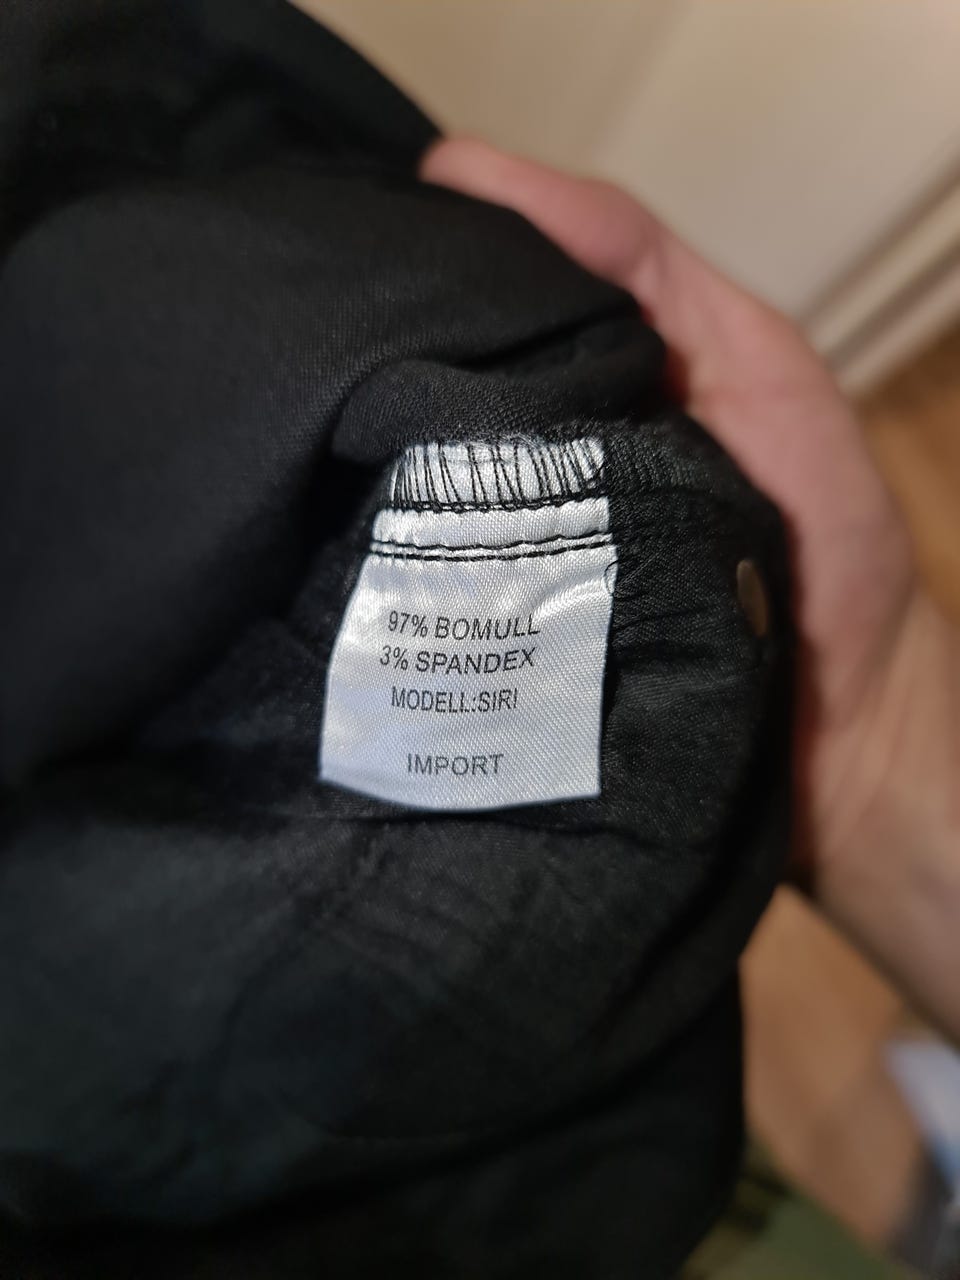 97% BOMULL
3% SPANDEX
MODELL:SIRI
IMPORT